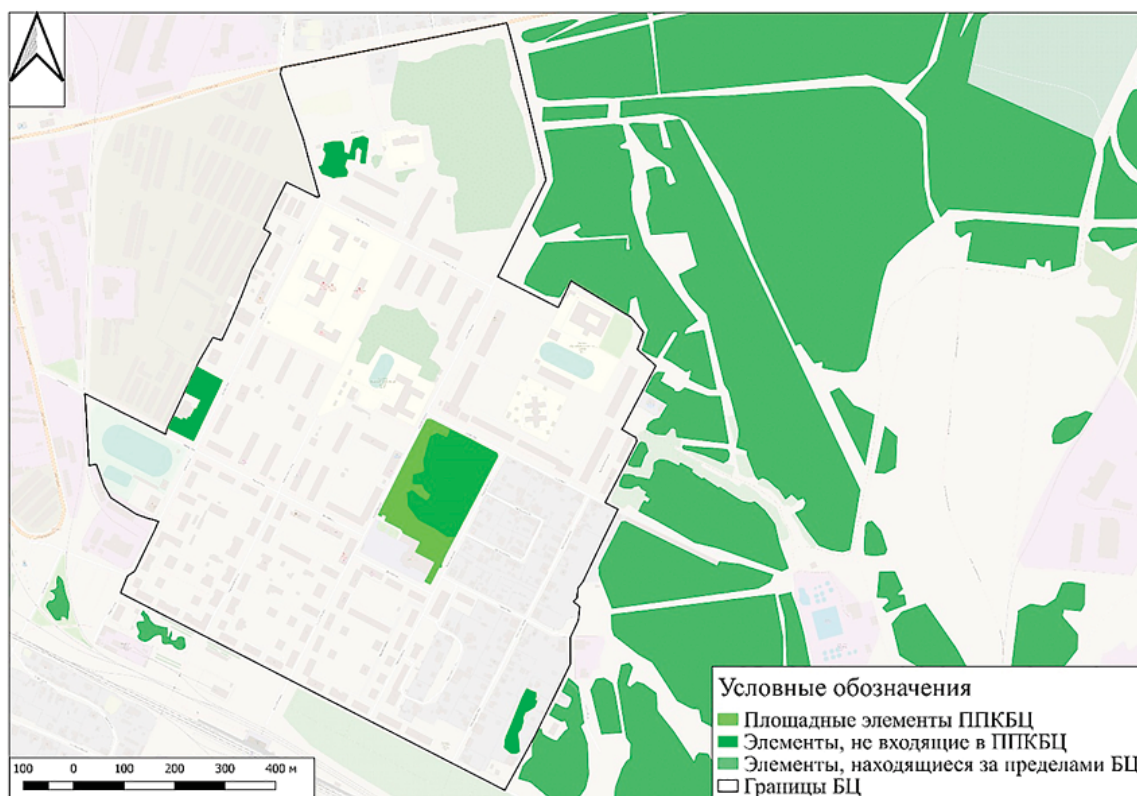 Условные обозначения
Площадные элементы ППКБЦ
Элементы, не входящие в ППКБЦ
Элементы, находящиеся за пределами БЦ
Границы БЦ
100 0 100 200 300 400 м